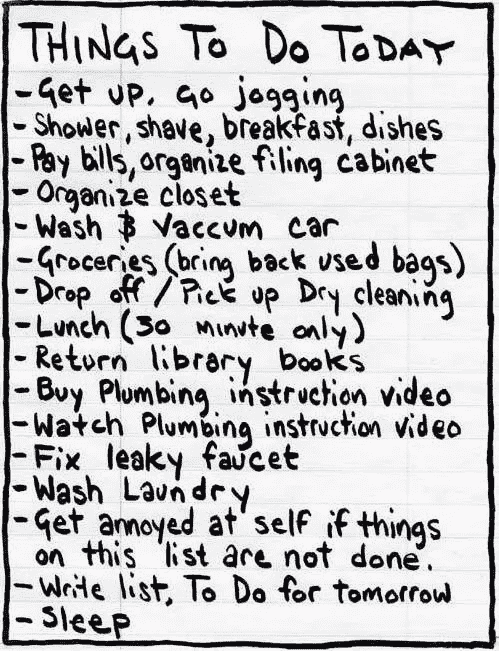 THINGS To Do ToDAY
- Get UP. Go jogging
- Shower, shave, breakfast, dishes
- Pay bills, organize filing cabinet
- Organize closet
- Wash & Vaccum car
- Groceries (bring back used bags)
- Drop off / Pick up Dry cleaning
- Lunch (30 minute only)
- Return library books
- Buy Plumbing instruction video
- Watch Plumbing instruction video
- Fix leaky faucet
- Wash Laundry
- Get annoyed at self if things
on this list are not done.
- Write list, To Do for tomorrow
- Sleep